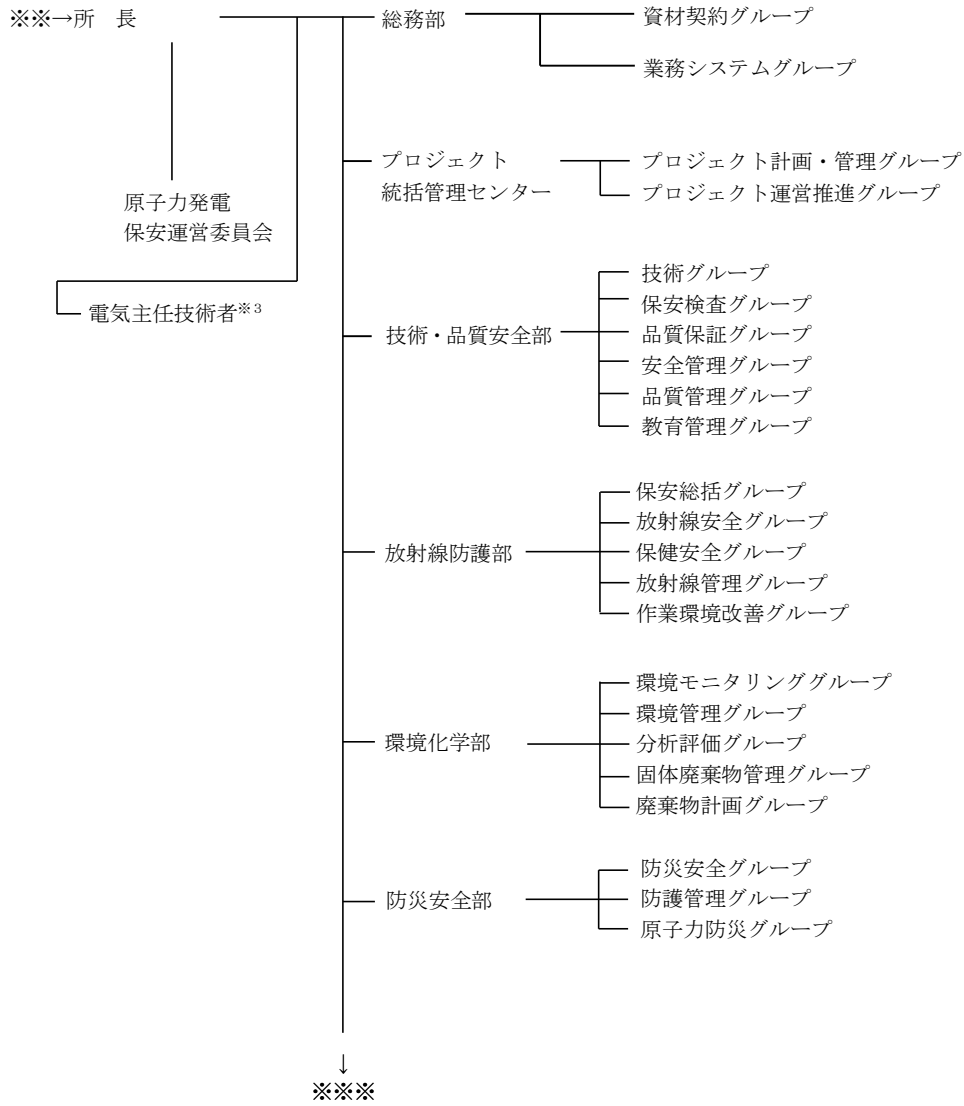 ※※→所　長
総務部
資材契約グループ
業務システムグループ
プロジェクト
統括管理センター
プロジェクト計画・管理グループ
プロジェクト運営推進グループ
原子力発電
保安運営委員会
電気主任技術者※3
技術・品質安全部
技術グループ
保安検査グループ
品質保証グループ
安全管理グループ
品質管理グループ
教育管理グループ
放射線防護部
保安総括グループ
放射線安全グループ
保健安全グループ
放射線管理グループ
作業環境改善グループ
環境化学部
環境モニタリンググループ
環境管理グループ
分析評価グループ
固体廃棄物管理グループ
廃棄物計画グループ
防災安全部
防災安全グループ
防護管理グループ
原子力防災グループ
↓
※※※